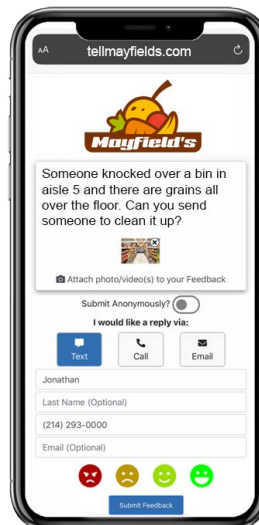 AA
tellmayfields.com
Mayfield's
Someone knocked over a bin in
aisle 5 and there are grains all
over the floor. Can you send
someone to clean it up?
Attach photo/video(s) to your Feedback
Submit Anonymously?
I would like a reply via:
Text Call Email
Jonathan
Last Name (Optional)
(214) 293-0000
Email (Optional)
Submit Feedback